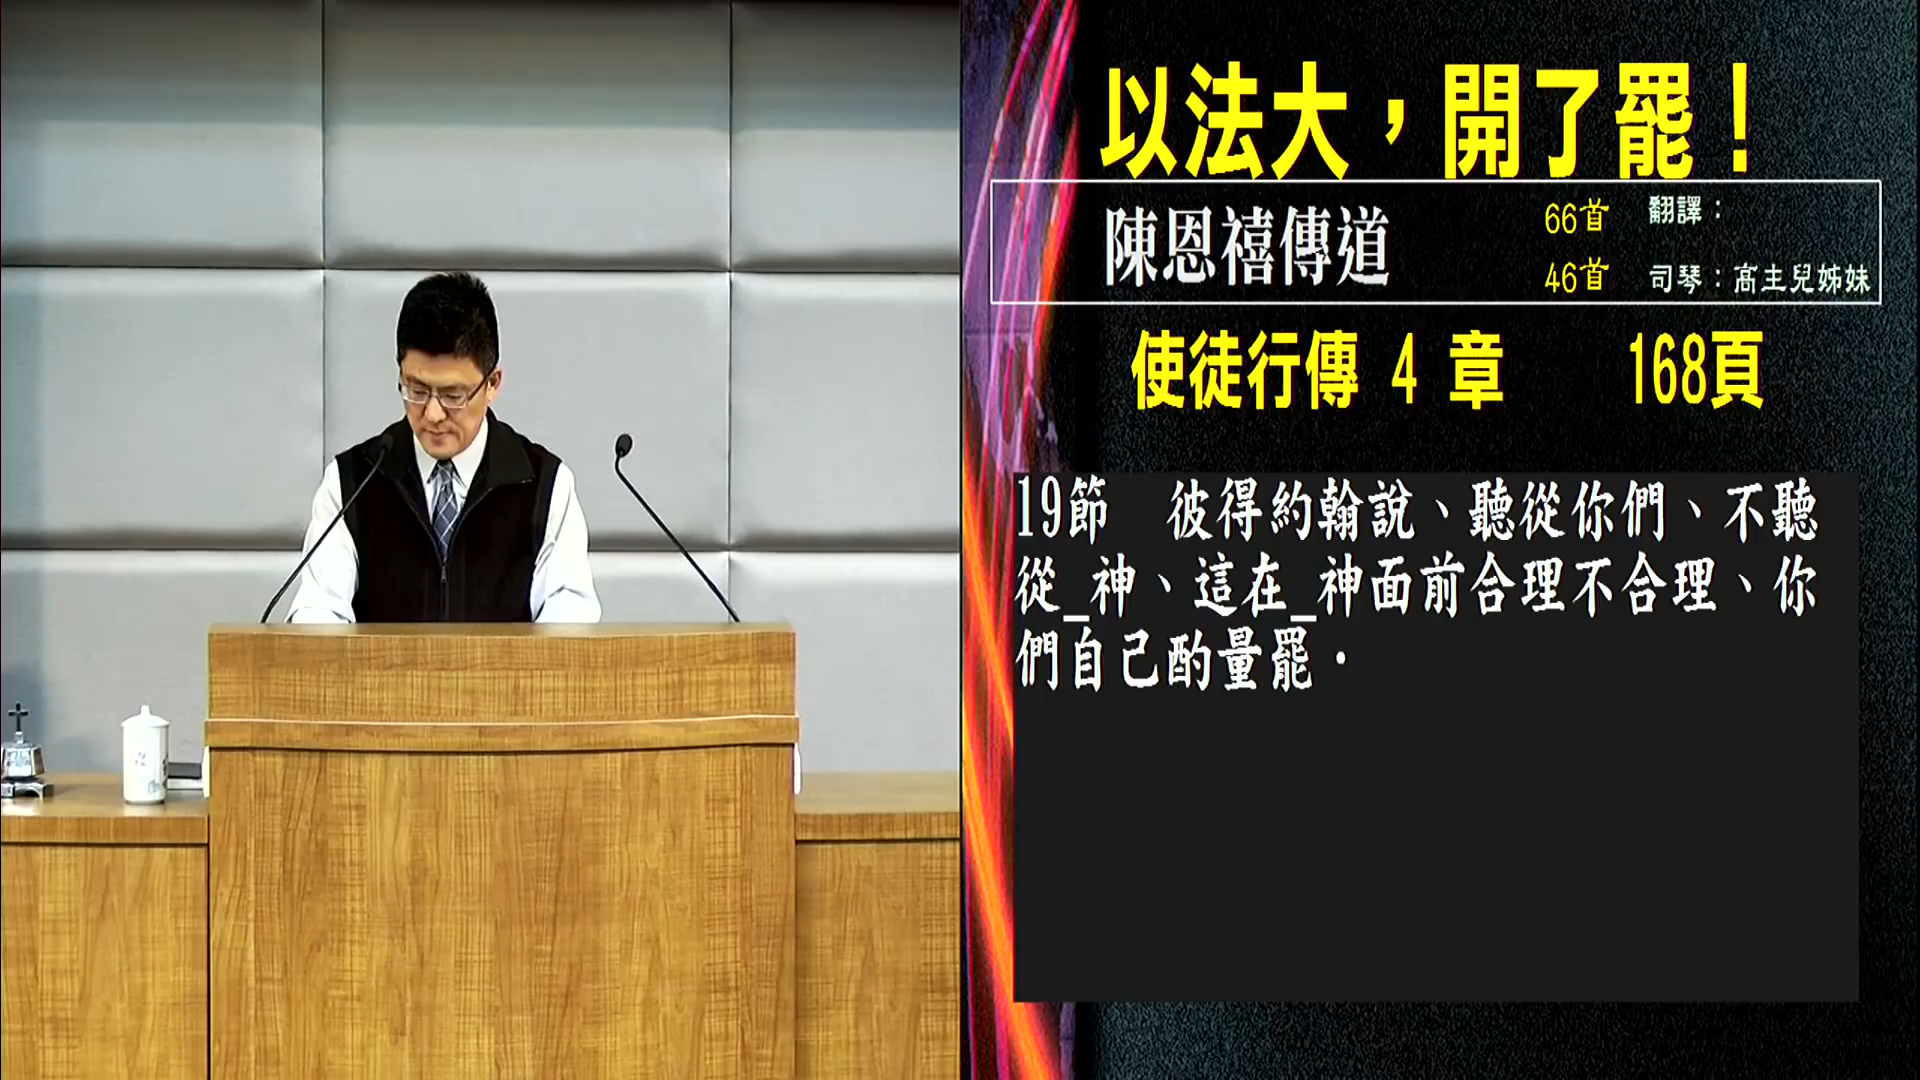 以法大，開了罷！
陳恩禧傳道
66首
翻譯：
46首
司琴：高主兒姊妹
使徒行傳 4 章 168頁
19節 彼得約翰說、聽從你們、不聽
從_神、這在_神面前合理不合理、你
們自己酌量罷．